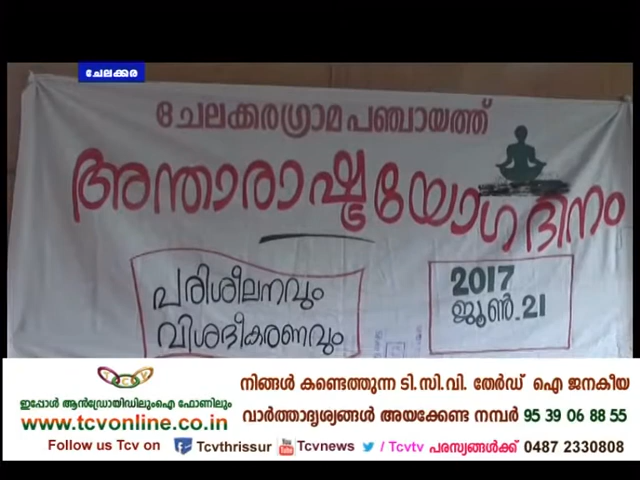 ചേലക്കര
ചേലക്കരഗ്രാമപഞ്ചായത്ത്
അന്താരാഷ്ട്രയോഗദിനം
പരിശീലനവും
വിശദീകരണവും
2017
ജൂൺ.21
ഇപ്പോൾ ആൻഡ്രോയിഡിലുംഐ ഫോണിലും
www.tcvonline.co.in
നിങ്ങൾ കണ്ടെത്തുന്ന ടി.സി.വി. തേർഡ് ഐ ജനകീയ
വാർത്താദൃശ്യങ്ങൾ അയക്കേണ്ട നമ്പർ 95 39 06 88 55
Follow us Tcv on Tcvthrissur Tcvnews / Tcvtv പരസ്യങ്ങൾക്ക് 0487 2330808